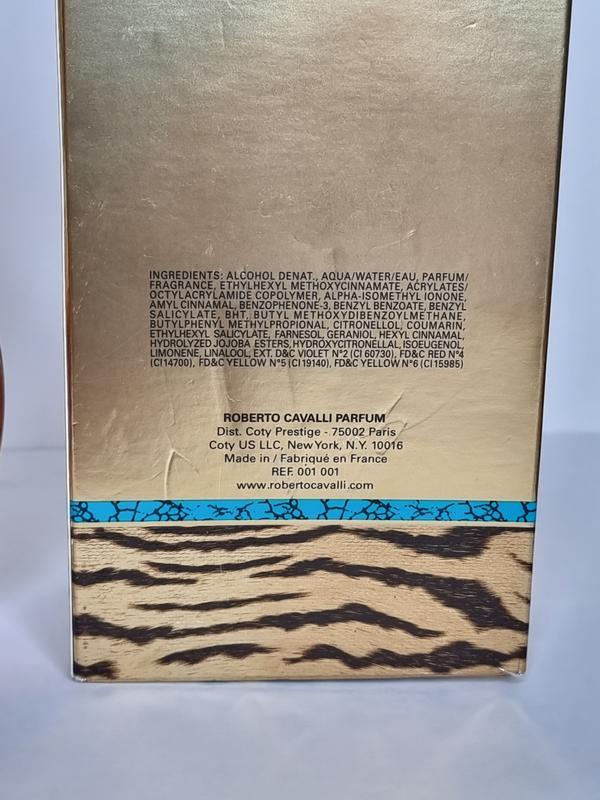 INGREDIENTS: ALCOHOL DENAT., AQUA/WATER/EAU, PARFUM/
FRAGRANCE, ETHYLHEXYL METHOXYCINNAMATE, ACRYLATES/
OCTYLACRYLAMIDE COPOLYMER, ALPHA-ISOMETHYL IONONE,
AMYL CINNAMAL, BENZOPHENONE-3, BENZYL BENZOATE, BENZYL
SALICYLATE, BHT, BUTYL METHOXYDIBENZOYLMETHANE,
BUTYLPHENYL METHYLPROPIONAL, CITRONELLOL, COUMARIN,
ETHYLHEXYL SALICYLATE, FARNESOL, GERANIOL, HEXYL CINNAMAL,
HYDROLYZED JOJOBA ESTERS, HYDROXYCITRONELLAL, ISOEUGENOL,
LIMONENE, LINALOOL, EXT. D&C VIOLET N°2 (CI 60730), FD&C RED N°4
(CI 14700), FD&C YELLOW N°5 (CI 19140), FD&C YELLOW N°6 (CI 15985)
ROBERTO CAVALLI PARFUM
Dist. Coty Prestige - 75002 Paris
Coty US LLC, New York, N.Y. 10016
Made in / Fabriqué en France
REF. 001 001
www.robertocavalli.com